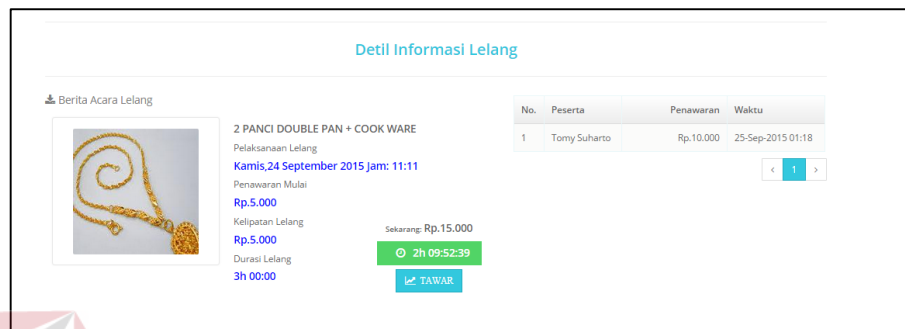 Detil Informasi Lelang
Berita Acara Lelang
2 PANCI DOUBLE PAN + COOK WARE
Pelaksanaan Lelang
Kamis,24 September 2015 Jam: 11:11
Penawaran Mulai
Rp.5.000
Kelipatan Lelang
Rp.5.000
Durasi Lelang
3h 00:00
Sekarang: Rp.15.000
2h 09:52:39
TAWAR
No. Peserta Penawaran Waktu
1 Tomy Suharto Rp.10.000 25-Sep-2015 01:18
‹ 1 ›